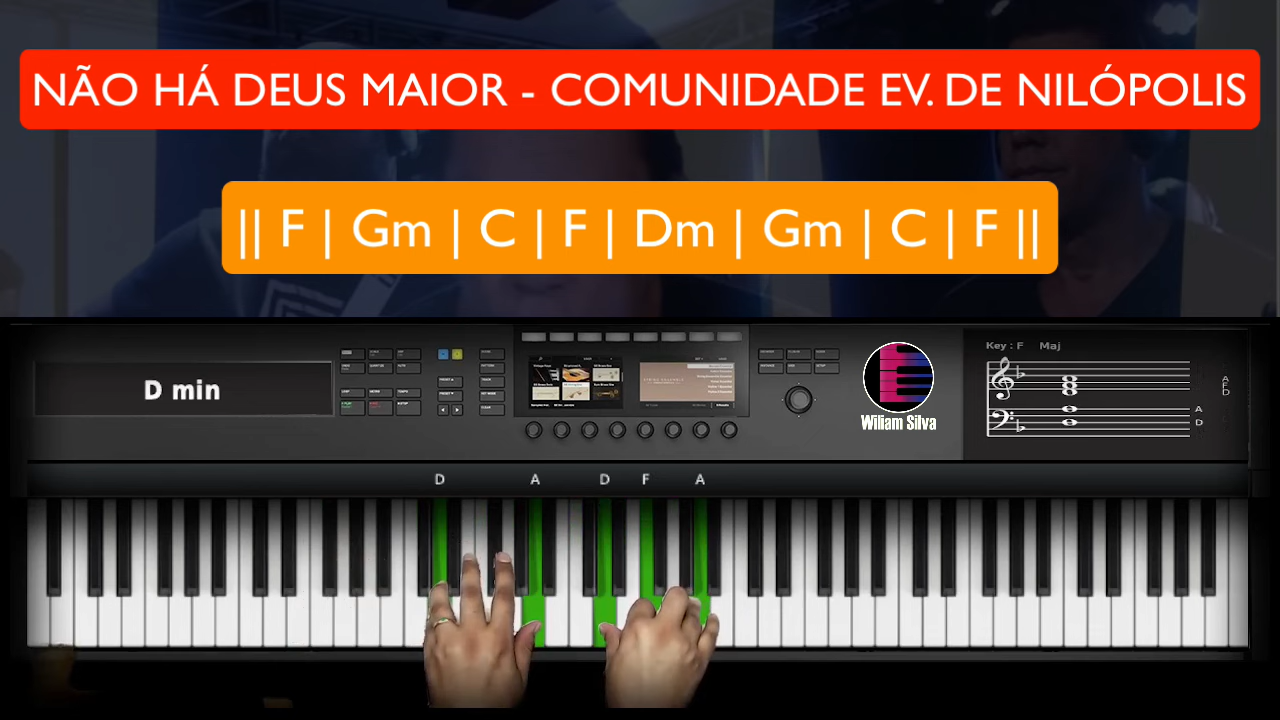 NÃO HÁ DEUS MAIOR - COMUNIDADE EV. DE NILÓPOLIS
|| F | Gm | C | F | Dm | Gm | C | F ||
D min
Key : F Maj
A
F
D
A
D
Wiliam Silva
D A D F A